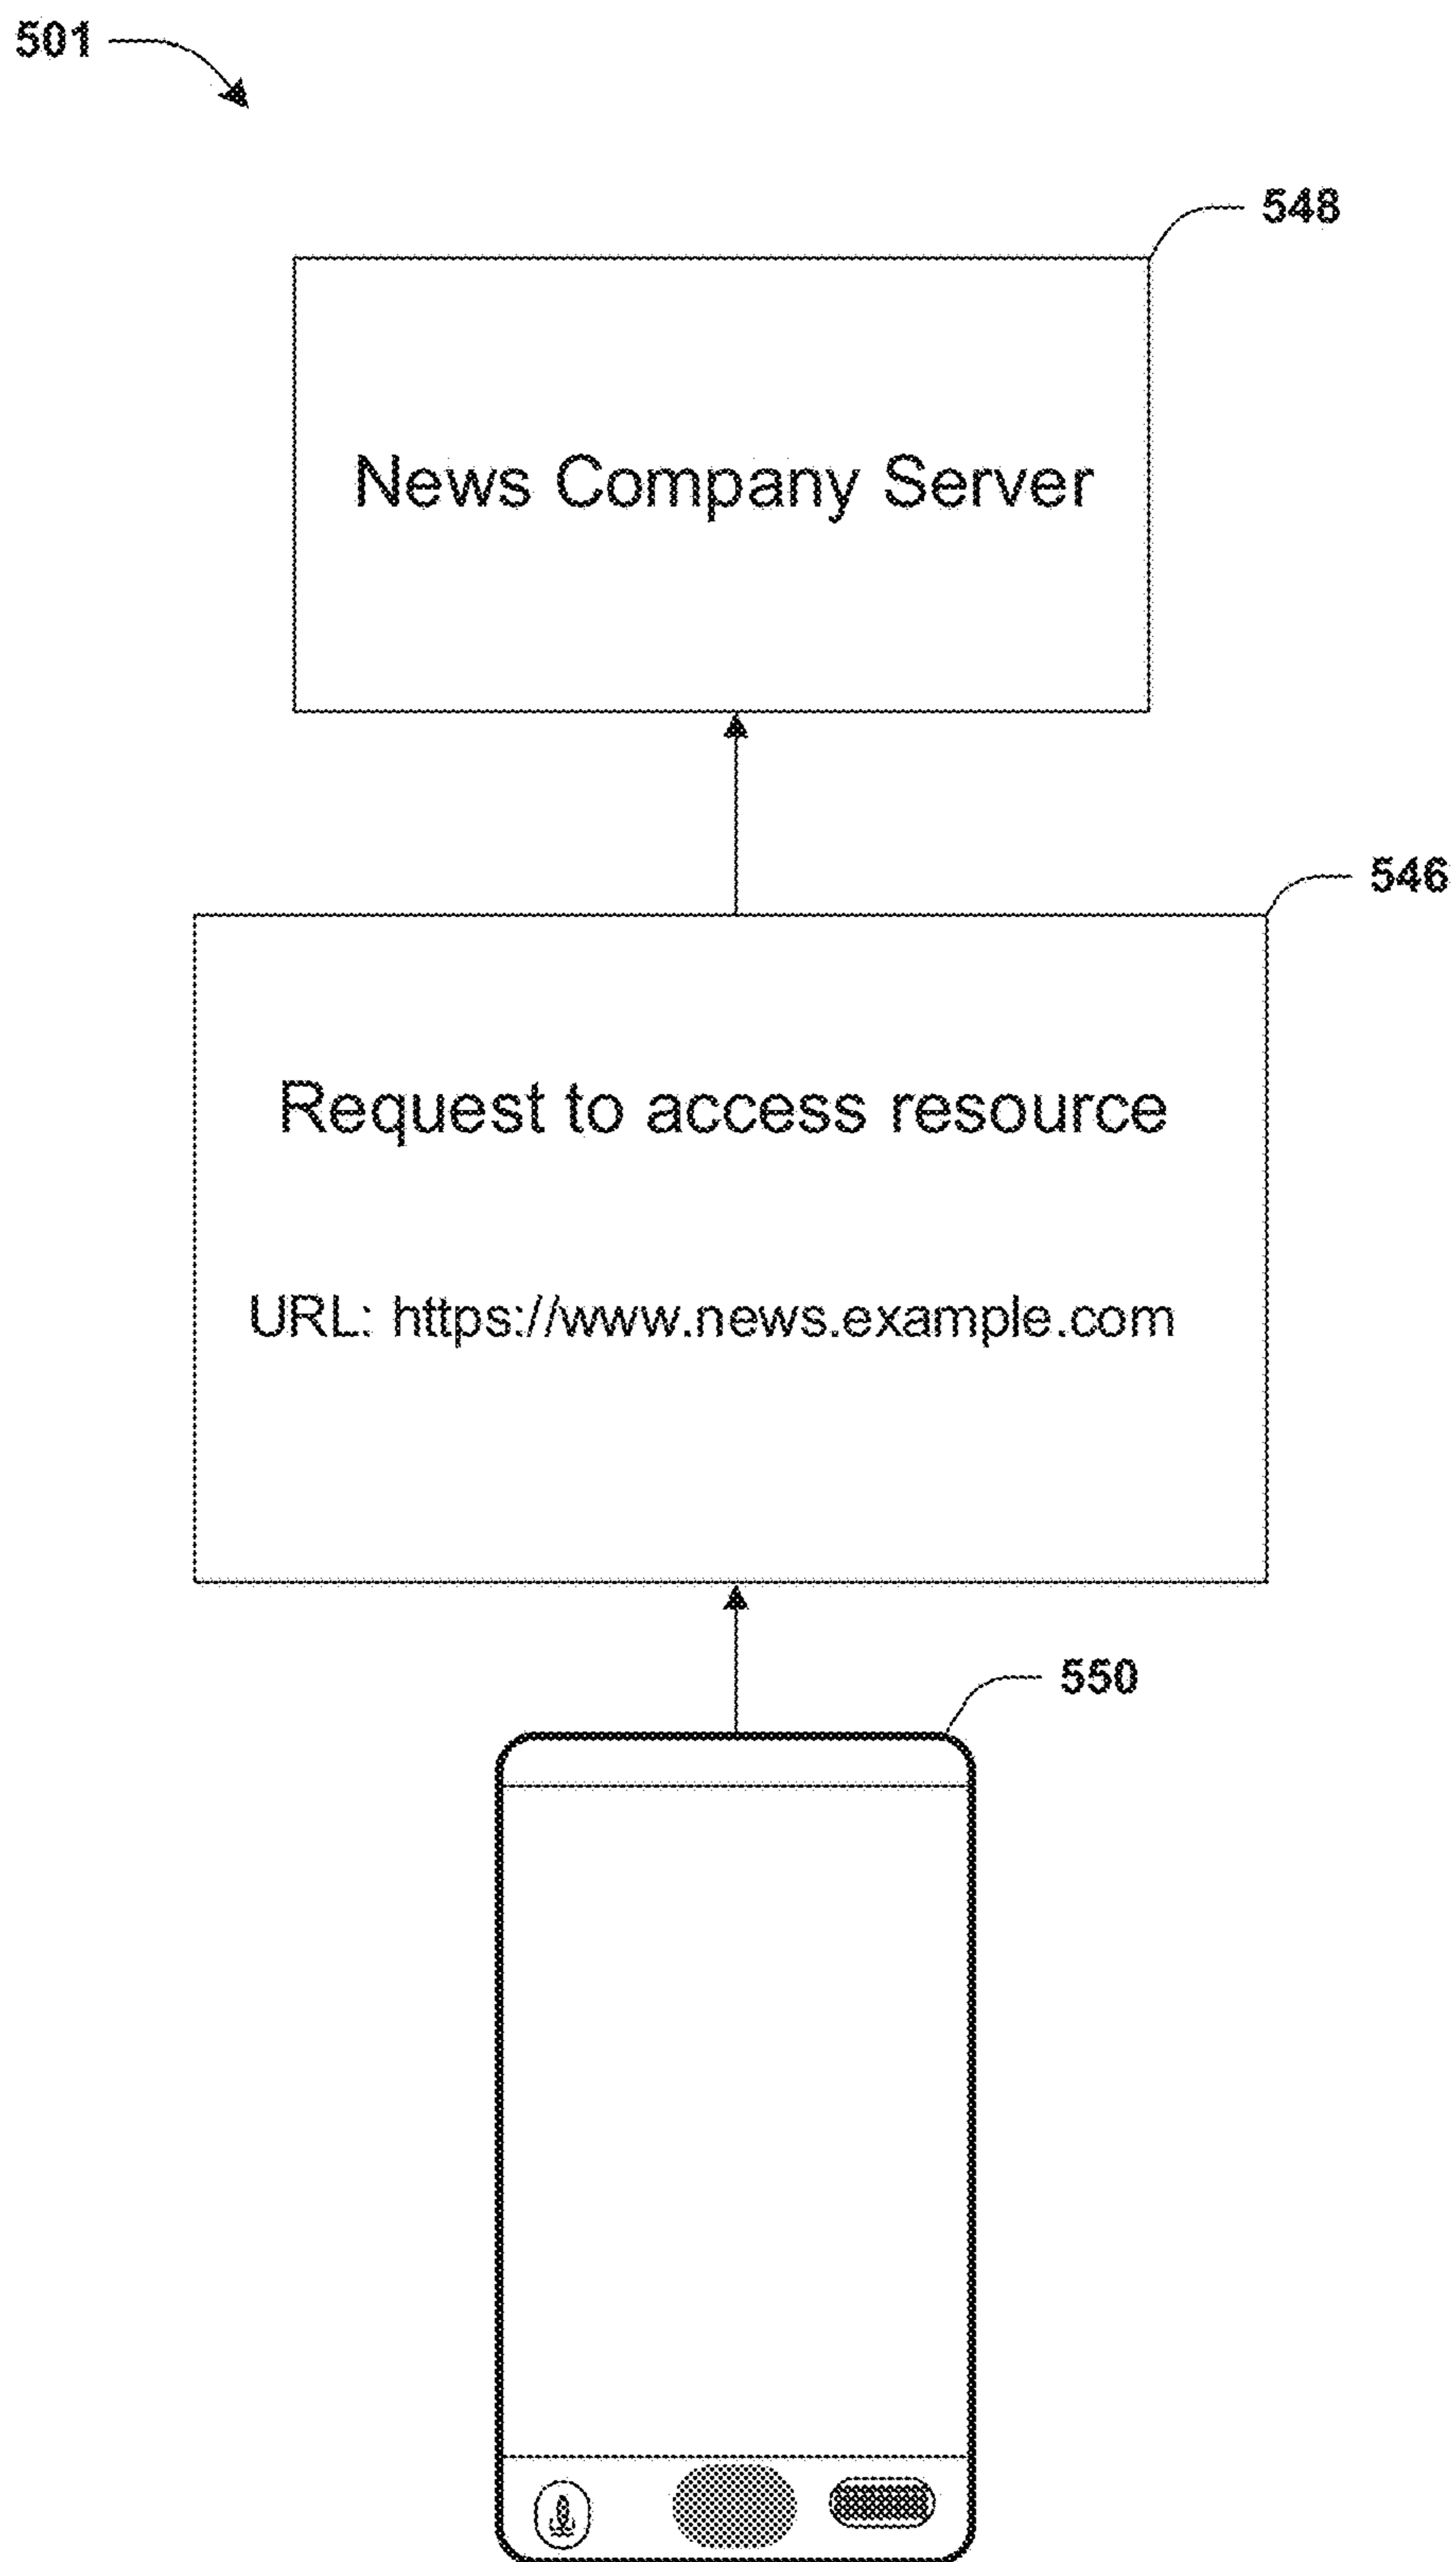 501
548
News Company Server
546
Request to access resource
URL: https://www.news.example.com
550